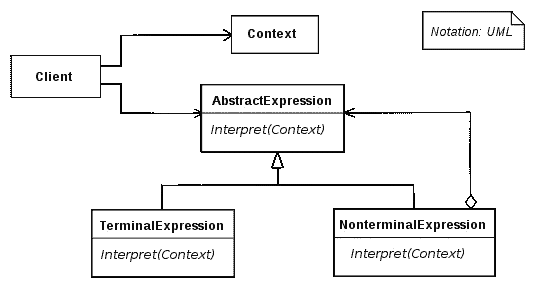 Context
Notation: UML
Client
AbstractExpression
Interpret(Context)
TerminalExpression
Interpret(Context)
NonterminalExpression
Interpret(Context)